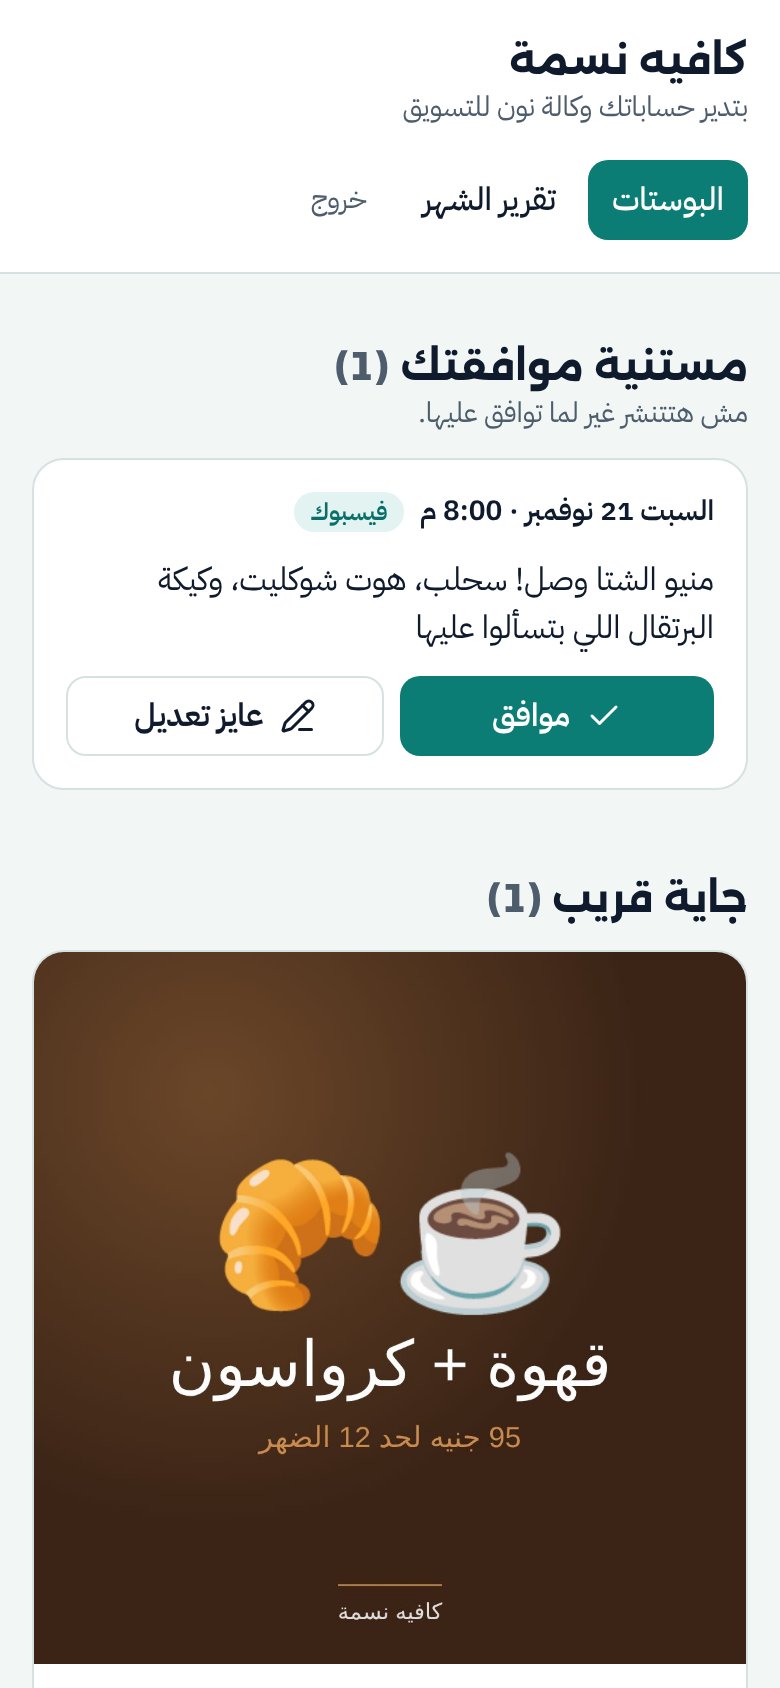 كافيه نسمة
بتدير حساباتك وكالة نون للتسويق
البوستات
تقرير الشهر
خروج
مستنية موافقتك (1)
مش هتتنشر غير لما توافق عليها.
السبت 21 نوفمبر · 8:00 م
فيسبوك
منيو الشتا وصل! سحلب، هوت شوكليت، وكيكة
البرتقال اللي بتسألوا عليها
موافق
عايز تعديل
جاية قريب (1)
قهوة + كرواسون
95 جنيه لحد 12 الضهر
كافيه نسمة